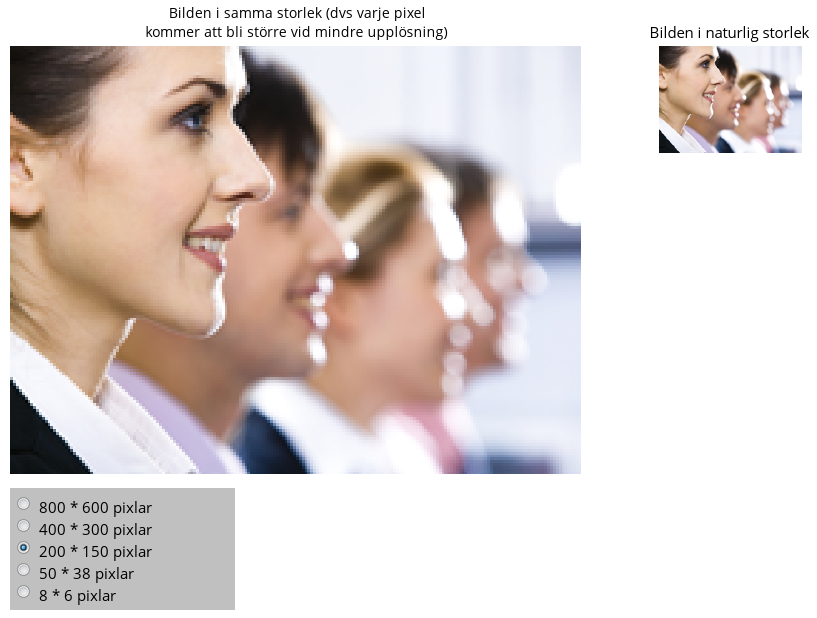 Bilden i samma storlek (dvs varje pixel
kommer att bli större vid mindre upplösning)
Bilden i naturlig storlek
800 * 600 pixlar
400 * 300 pixlar
200 * 150 pixlar
50 * 38 pixlar
8 * 6 pixlar